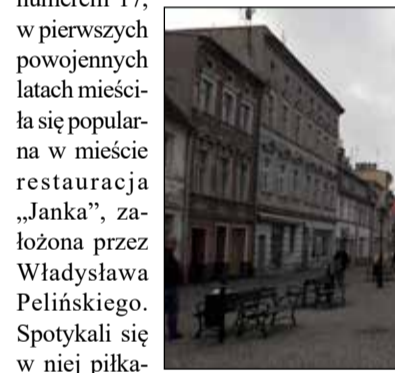 numerem 17,
w pierwszych
powojennych
latach mieści-
ła się popular-
na w mieście
restauracja
„Janka”, za-
łożona przez
Władysława
Pelińskiego.
Spotykali się
w niej piłka-